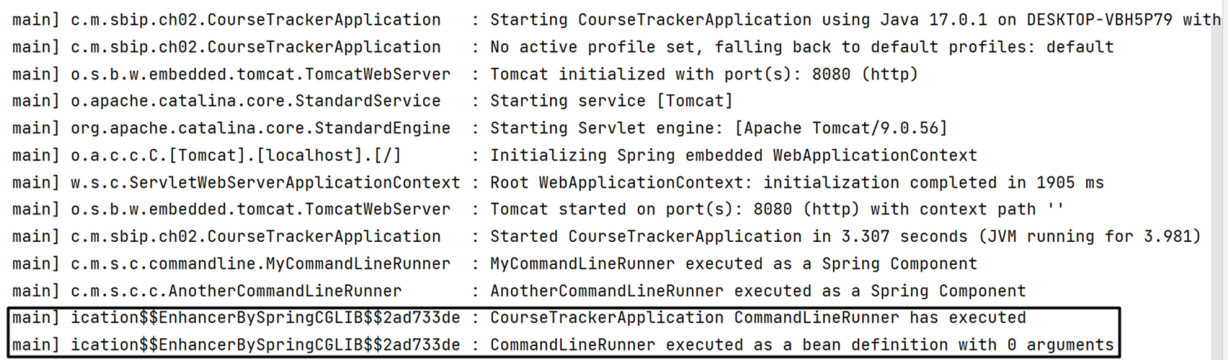 main] c.m.sbip.ch02.CourseTrackerApplication : Starting CourseTrackerApplication using Java 17.0.1 on DESKTOP-VBH5P79 with
main] c.m.sbip.ch02.CourseTrackerApplication : No active profile set, falling back to default profiles: default
main] o.s.b.w.embedded.tomcat.TomcatWebServer : Tomcat initialized with port(s): 8080 (http)
main] o.apache.catalina.core.StandardService : Starting service [Tomcat]
main] org.apache.catalina.core.StandardEngine : Starting Servlet engine: [Apache Tomcat/9.0.56]
main] o.a.c.c.C.[Tomcat].[localhost].[/] : Initializing Spring embedded WebApplicationContext
main] w.s.c.ServletWebServerApplicationContext : Root WebApplicationContext: initialization completed in 1905 ms
main] o.s.b.w.embedded.tomcat.TomcatWebServer : Tomcat started on port(s): 8080 (http) with context path ''
main] c.m.sbip.ch02.CourseTrackerApplication : Started CourseTrackerApplication in 3.307 seconds (JVM running for 3.981)
main] c.m.s.c.commandline.MyCommandLineRunner : MyCommandLineRunner executed as a Spring Component
main] c.m.s.c.c.AnotherCommandLineRunner : AnotherCommandLineRunner executed as a Spring Component
main] ication$$EnhancerBySpringCGLIB$$2ad733de : CourseTrackerApplication CommandLineRunner has executed
main] ication$$EnhancerBySpringCGLIB$$2ad733de : CommandLineRunner executed as a bean definition with 0 arguments